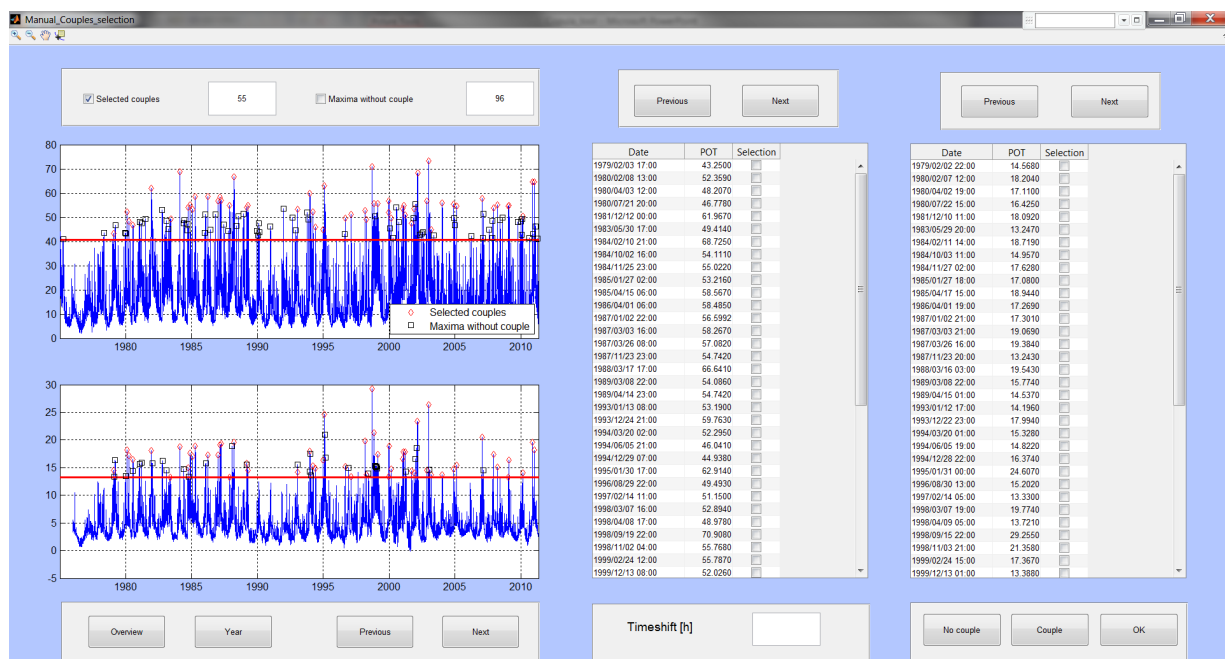 Manual_Couples_selection
Selected couples 55 Maxima without couple 96
Previous Next
Previous Next
80
70
60
50
40
30
20
10
0
1980 1985 1990 1995 2000 2005 2010
Selected couples
Maxima without couple
30
25
20
15
10
5
0
-5
1980 1985 1990 1995 2000 2005 2010
Overview Year Previous Next
Date POT Selection
1979/02/03 17:00 43.2500
1980/02/08 13:00 52.3590
1980/04/03 12:00 48.2070
1980/07/21 20:00 46.7780
1981/12/12 00:00 61.9670
1983/05/30 17:00 49.4140
1984/02/10 21:00 68.7250
1984/10/02 16:00 54.1110
1984/11/25 23:00 55.0220
1985/01/27 02:00 53.2160
1985/04/15 06:00 58.5670
1986/04/01 06:00 58.4850
1987/01/02 22:00 56.5992
1987/03/03 16:00 58.2670
1987/03/26 08:00 57.0820
1987/11/23 23:00 54.7420
1988/03/17 17:00 66.6410
1989/03/08 22:00 54.0860
1989/04/14 23:00 54.7420
1993/01/13 08:00 53.1900
1993/12/24 21:00 59.7630
1994/03/20 02:00 52.2950
1994/06/05 21:00 46.0410
1994/12/29 07:00 44.9380
1995/01/30 17:00 62.9140
1996/08/29 22:00 49.4930
1997/02/14 11:00 51.1500
1998/03/07 16:00 52.8940
1998/04/08 17:00 48.9780
1998/09/19 22:00 70.9080
1998/11/02 04:00 55.7680
1999/02/24 12:00 55.7870
1999/12/13 08:00 52.0260
Timeshift [h]
Date POT Selection
1979/02/02 22:00 14.5680
1980/02/07 12:00 18.2040
1980/04/02 19:00 17.1100
1980/07/22 15:00 16.4250
1981/12/10 11:00 18.0920
1983/05/29 20:00 13.2470
1984/02/11 14:00 18.7190
1984/10/03 11:00 14.9570
1984/11/27 02:00 17.6280
1985/01/27 18:00 17.0800
1985/04/17 15:00 18.9440
1986/04/01 19:00 17.2690
1987/01/02 21:00 17.3010
1987/03/03 21:00 19.0690
1987/03/26 16:00 19.3840
1987/11/23 20:00 13.2430
1988/03/16 03:00 19.5430
1989/03/08 22:00 15.7740
1989/04/15 01:00 14.5370
1993/01/12 17:00 14.1960
1993/12/22 23:00 17.9940
1994/03/20 01:00 15.3280
1994/06/05 19:00 14.8220
1994/12/28 22:00 16.3740
1995/01/31 00:00 24.6070
1996/08/30 13:00 15.2020
1997/02/14 05:00 13.3300
1998/03/07 19:00 19.7740
1998/04/09 05:00 13.7210
1998/09/15 22:00 29.2550
1998/11/03 21:00 21.3580
1999/02/24 15:00 17.3670
1999/12/13 01:00 13.3880
No couple Couple OK